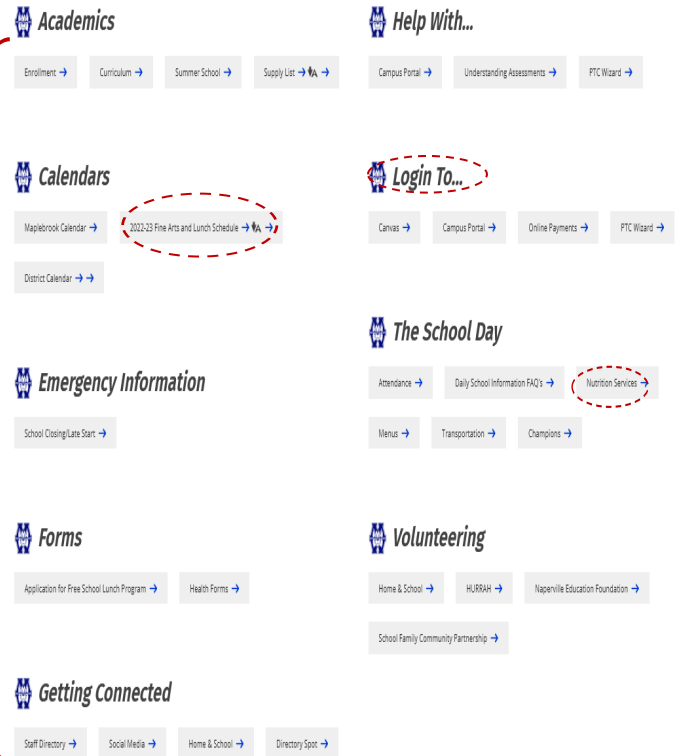 Academics
Enrollment
Curriculum
Summer School
Supply List
Calendars
Maplebrook Calendar
2022-23 Fine Arts and Lunch Schedule
District Calendar
Emergency Information
School Closing/Late Start
Forms
Application for Free School Lunch Program
Health Forms
Getting Connected
Staff Directory
Social Media
Home & School
Directory Spot
Help With...
Campus Portal
Understanding Assessments
PTC Wizard
Login To...
Canvas
Campus Portal
Online Payments
PTC Wizard
The School Day
Attendance
Daily School Information FAQ's
Nutrition Services
Menus
Transportation
Champions
Volunteering
Home & School
HURRAH
Naperville Education Foundation
School Family Community Partnership